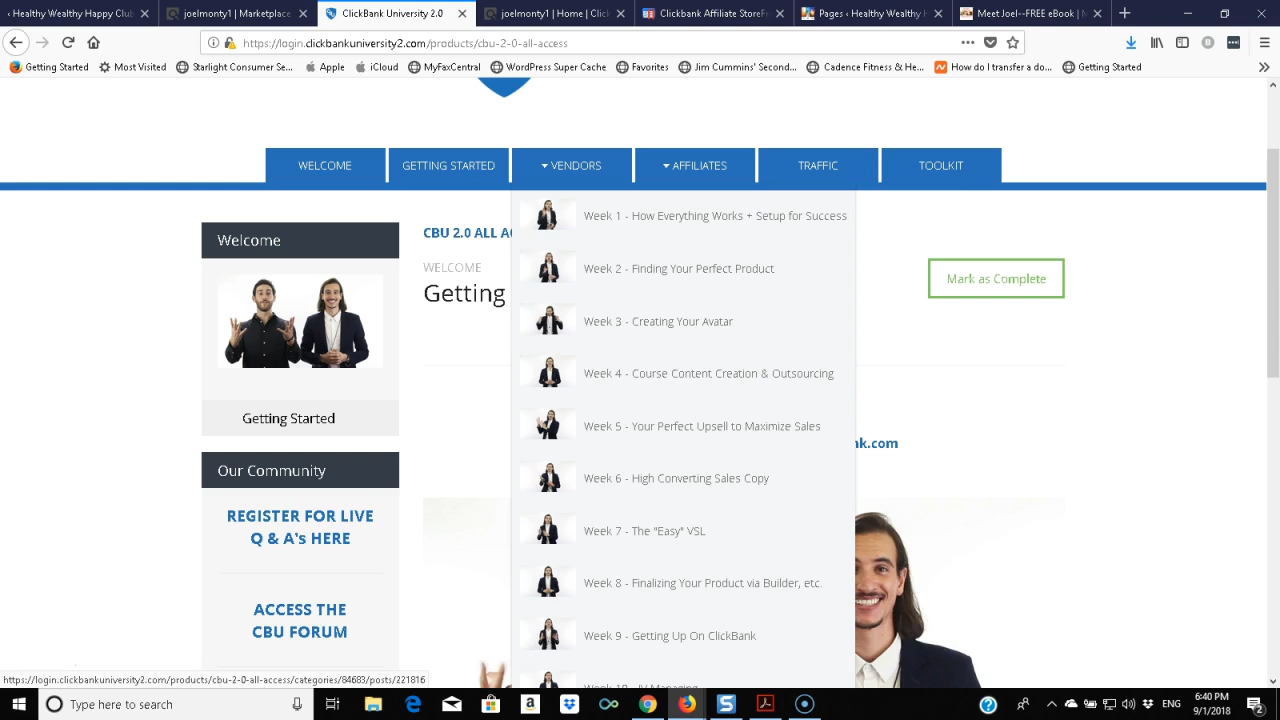 < Healthy Wealthy Happy Club
joelmonty1 | Marketplace
ClickBank University 2.0
joelmonty1 | Home | Click
Clickbank Affiliate StoreFr
Pages ‹ Healthy Wealthy H
Meet Joel--FREE eBook | M
https://login.clickbankuniversity2.com/products/cbu-2-0-all-access
Getting Started
Most Visited
Starlight Consumer Se...
Apple
iCloud
MyFaxCentral
WordPress Super Cache
Favorites
Jim Cummins' Second...
Cadence Fitness & He...
How do I transfer a do...
Getting Started
WELCOME
GETTING STARTED
VENDORS
AFFILIATES
TRAFFIC
TOOLKIT
Welcome
Getting Started
Our Community
REGISTER FOR LIVE
Q & A's HERE
ACCESS THE
CBU FORUM
CBU 2.0 ALL A
WELCOME
Getting
Mark as Complete
nk.com
Week 1 - How Everything Works + Setup for Success
Week 2 - Finding Your Perfect Product
Week 3 - Creating Your Avatar
Week 4 - Course Content Creation & Outsourcing
Week 5 - Your Perfect Upsell to Maximize Sales
Week 6 - High Converting Sales Copy
Week 7 - The "Easy" VSL
Week 8 - Finalizing Your Product via Builder, etc.
Week 9 - Getting Up On ClickBank
Week 10 - JV Managing
https://login.clickbankuniversity2.com/products/cbu-2-0-all-access/categories/84683/posts/221816
Type here to search
ENG
6:40 PM
9/1/2018
2